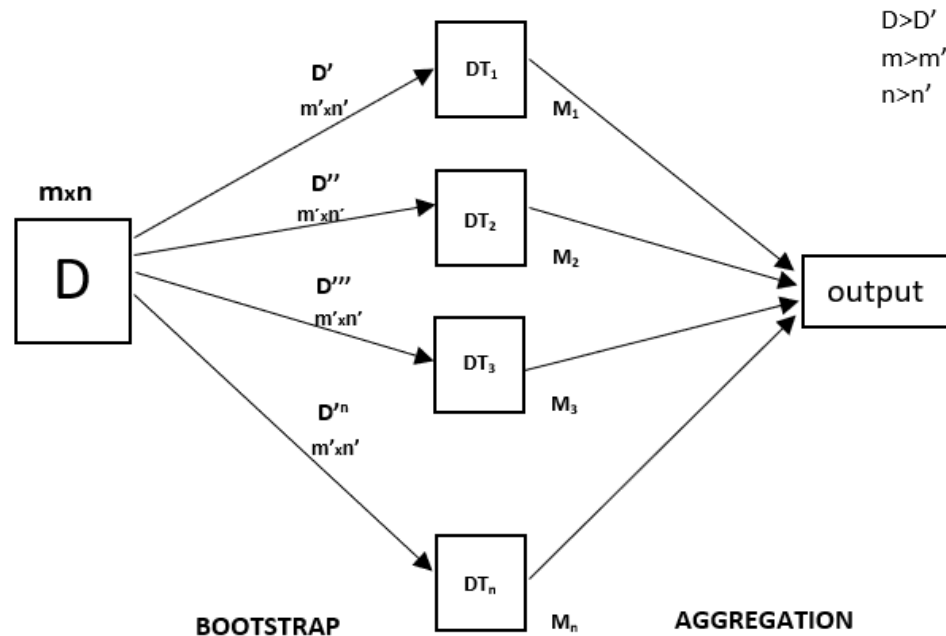 D>D'
m>m'
n>n'
D'
m'xn'
DT₁
M₁
mxn
D
D''
m'xn'
DT₂
M₂
D'''
m'xn'
DT₃
M₃
output
D'ⁿ
m'xn'
DTₙ
Mₙ
BOOTSTRAP
AGGREGATION